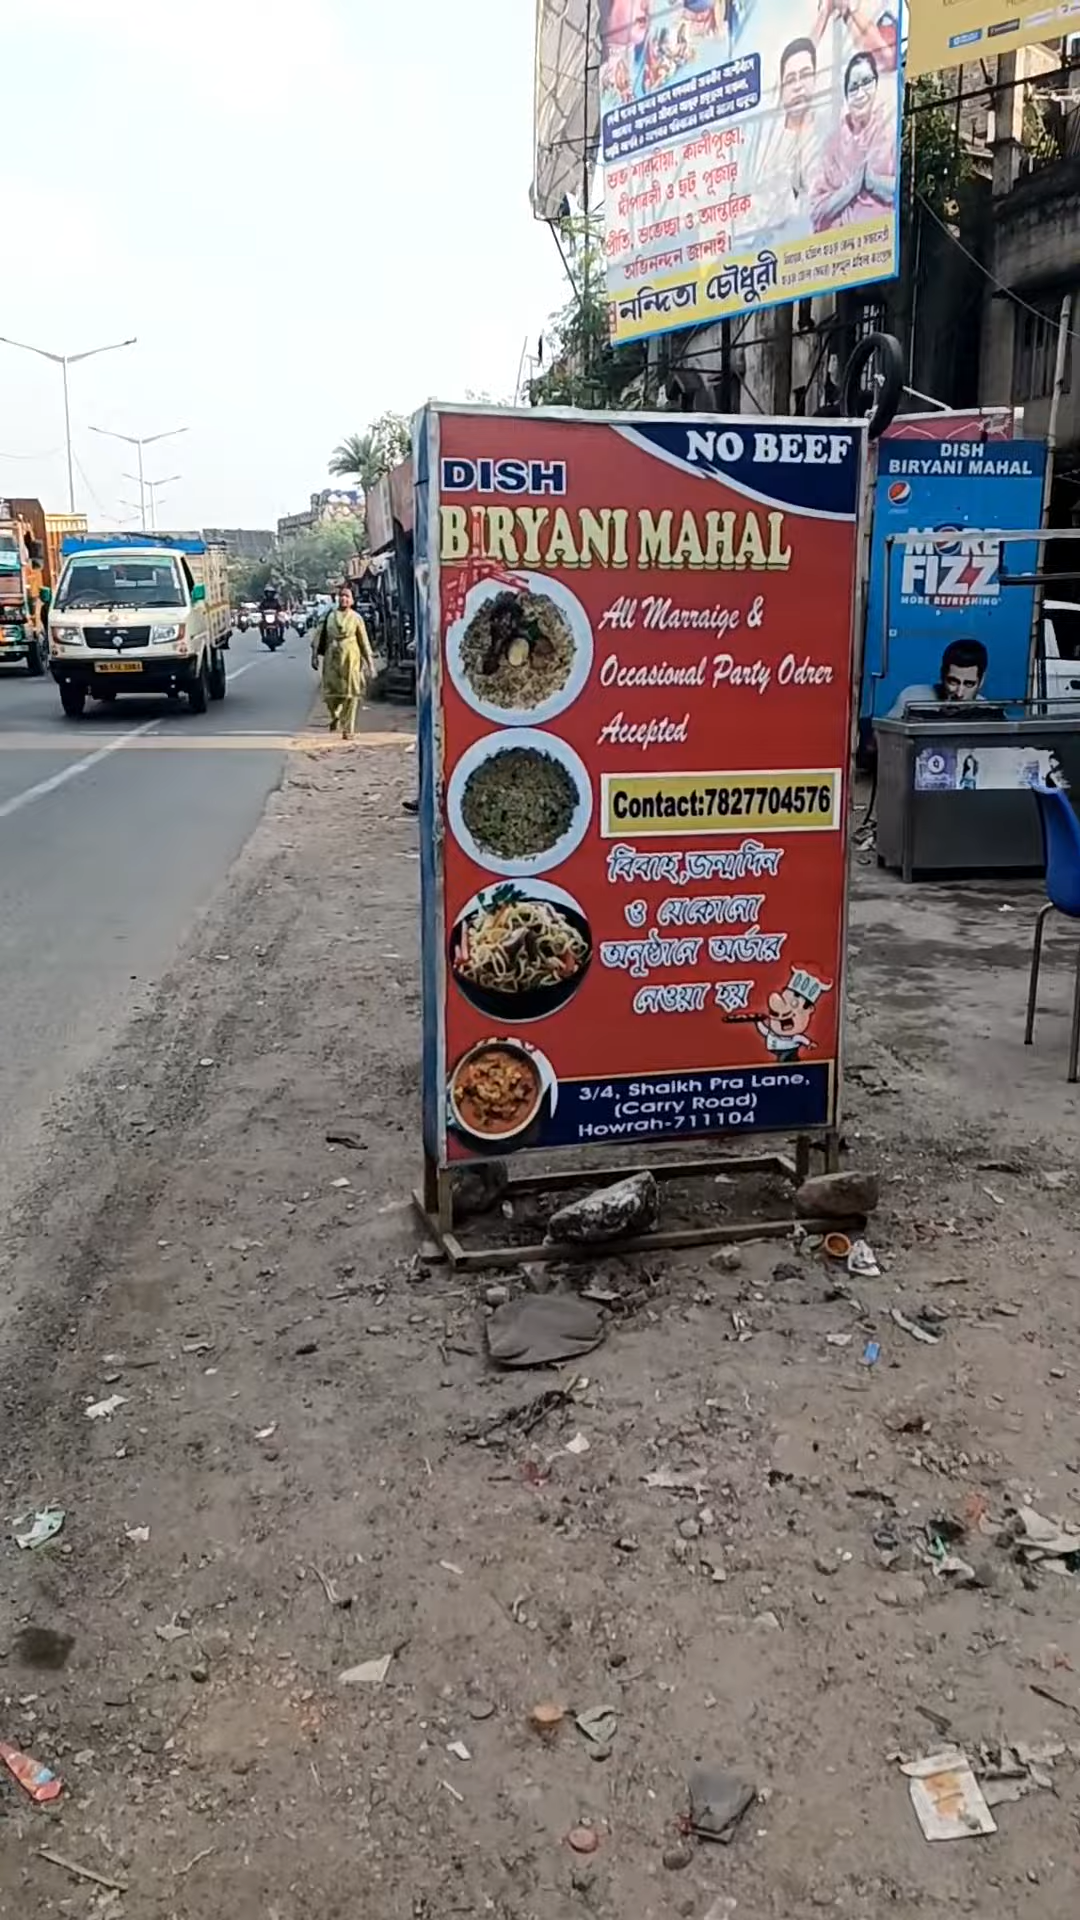 শুভ শারদীয়া, কালীপূজা,
দীপাবলী ও ছট্ পূজার
প্রীতি, শুভেচ্ছা ও আন্তরিক
অভিনন্দন জানাই।
নন্দিতা চৌধুরী
NO BEEF
DISH
BIRYANI MAHAL
All Marraige &
Occasional Party Odrer
Accepted
Contact:7827704576
বিবাহ,জন্মদিন
ও যেকোনো
অনুষ্ঠানে অর্ডার
নেওয়া হয়
3/4, Shaikh Pra Lane,
(Carry Road)
Howrah-711104
DISH
BIRYANI MAHAL
MORE
FIZZ
MORE REFRESHING